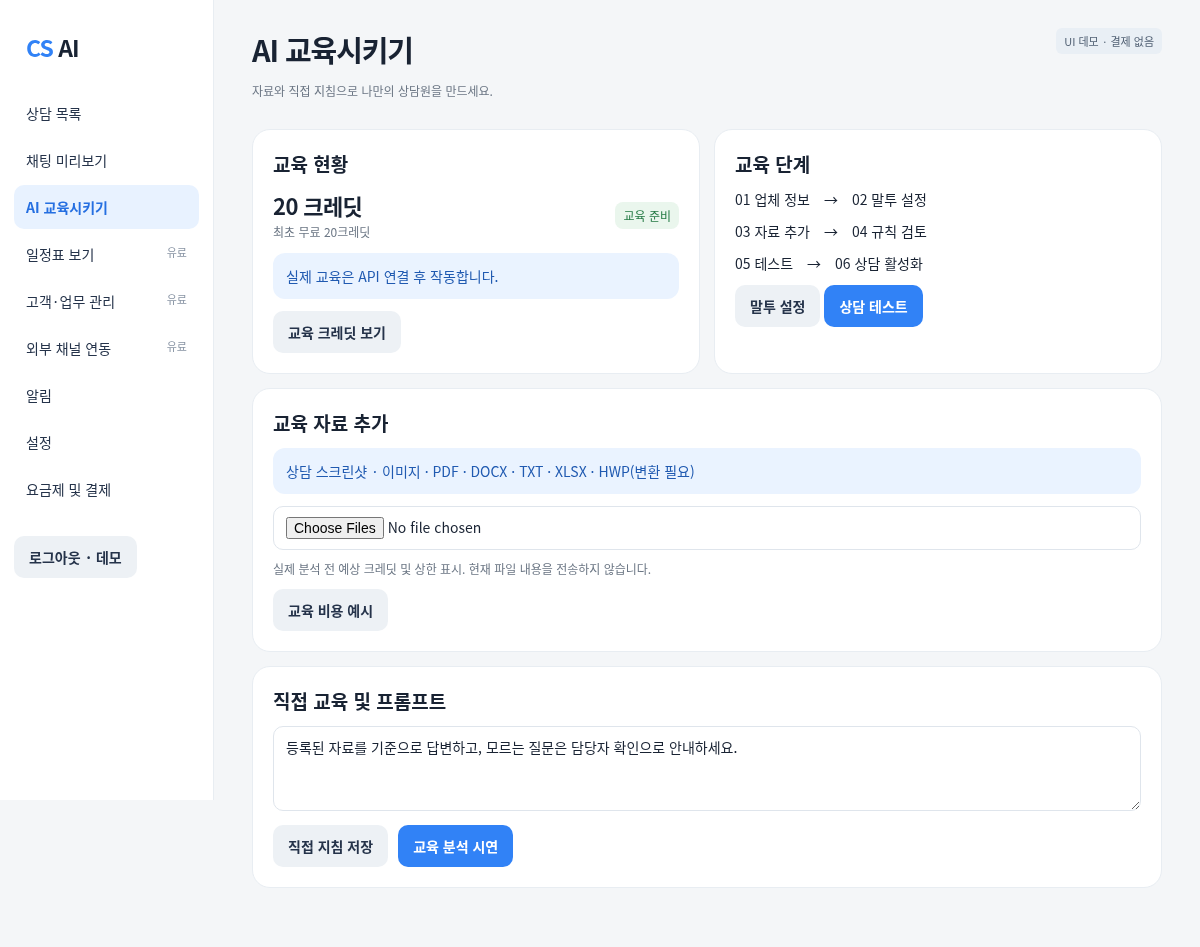 CS AI
상담 목록
채팅 미리보기
AI 교육시키기
일정표 보기 유료
고객·업무 관리 유료
외부 채널 연동 유료
알림
설정
요금제 및 결제
로그아웃 · 데모
AI 교육시키기
UI 데모 · 결제 없음
자료와 직접 지침으로 나만의 상담원을 만드세요.
교육 현황
20 크레딧
최초 무료 20크레딧
교육 준비
실제 교육은 API 연결 후 작동합니다.
교육 크레딧 보기
교육 단계
01 업체 정보 → 02 말투 설정
03 자료 추가 → 04 규칙 검토
05 테스트 → 06 상담 활성화
말투 설정 상담 테스트
교육 자료 추가
상담 스크린샷 · 이미지 · PDF · DOCX · TXT · XLSX · HWP(변환 필요)
Choose Files No file chosen
실제 분석 전 예상 크레딧 및 상한 표시. 현재 파일 내용을 전송하지 않습니다.
교육 비용 예시
직접 교육 및 프롬프트
등록된 자료를 기준으로 답변하고, 모르는 질문은 담당자 확인으로 안내하세요.
직접 지침 저장 교육 분석 시연